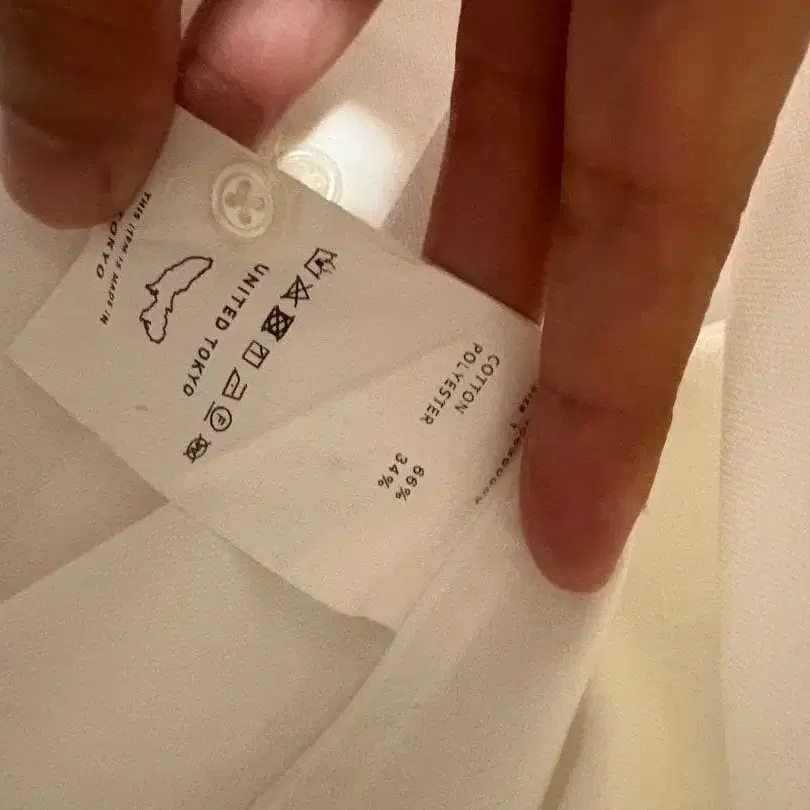 COTTON 66%
POLYESTER 34%
UNITED TOKYO
F
THIS ITEM IS MADE IN
TOKYO